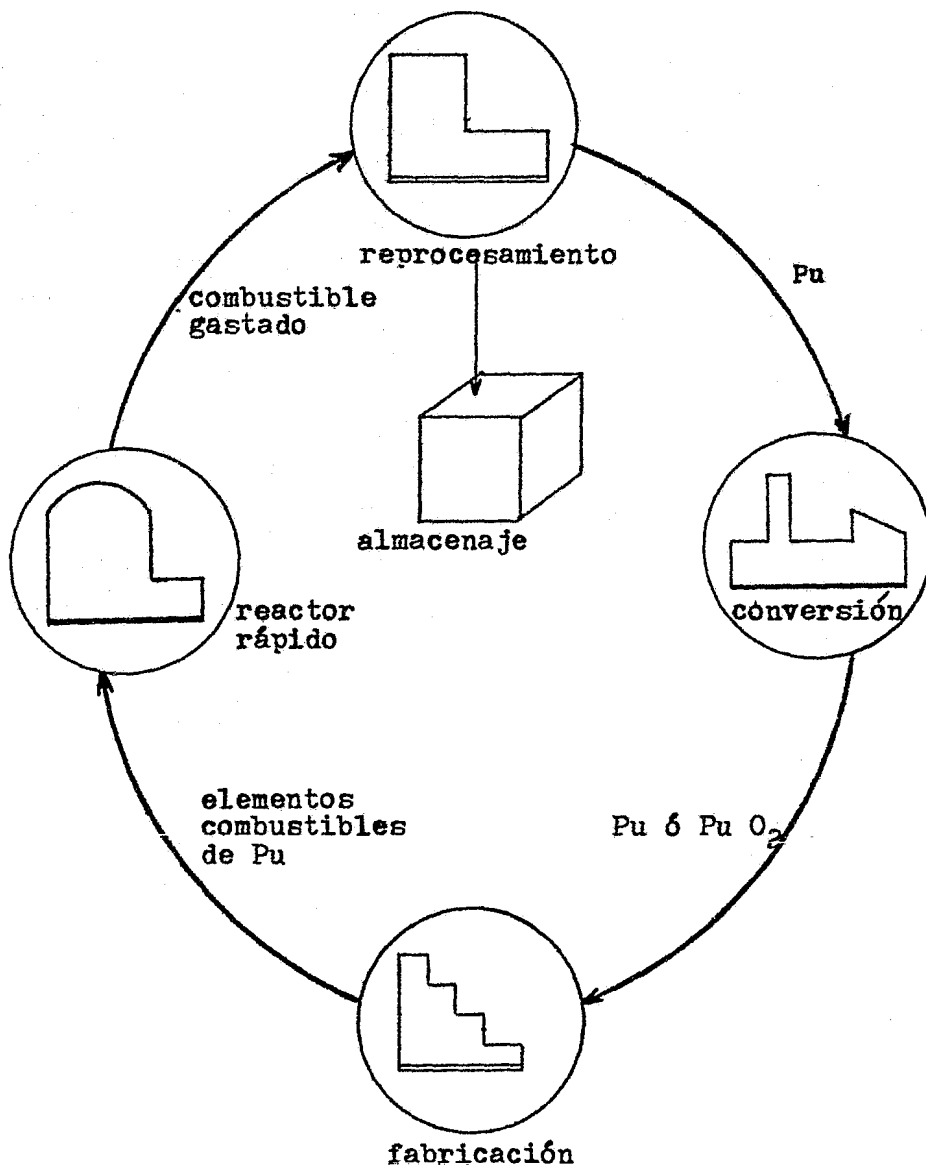 reprocesamiento
Pu
combustible
gastado
almacenaje
conversión
reactor
rápido
elementos
combustibles
de Pu
Pu ó Pu O₂
fabricación